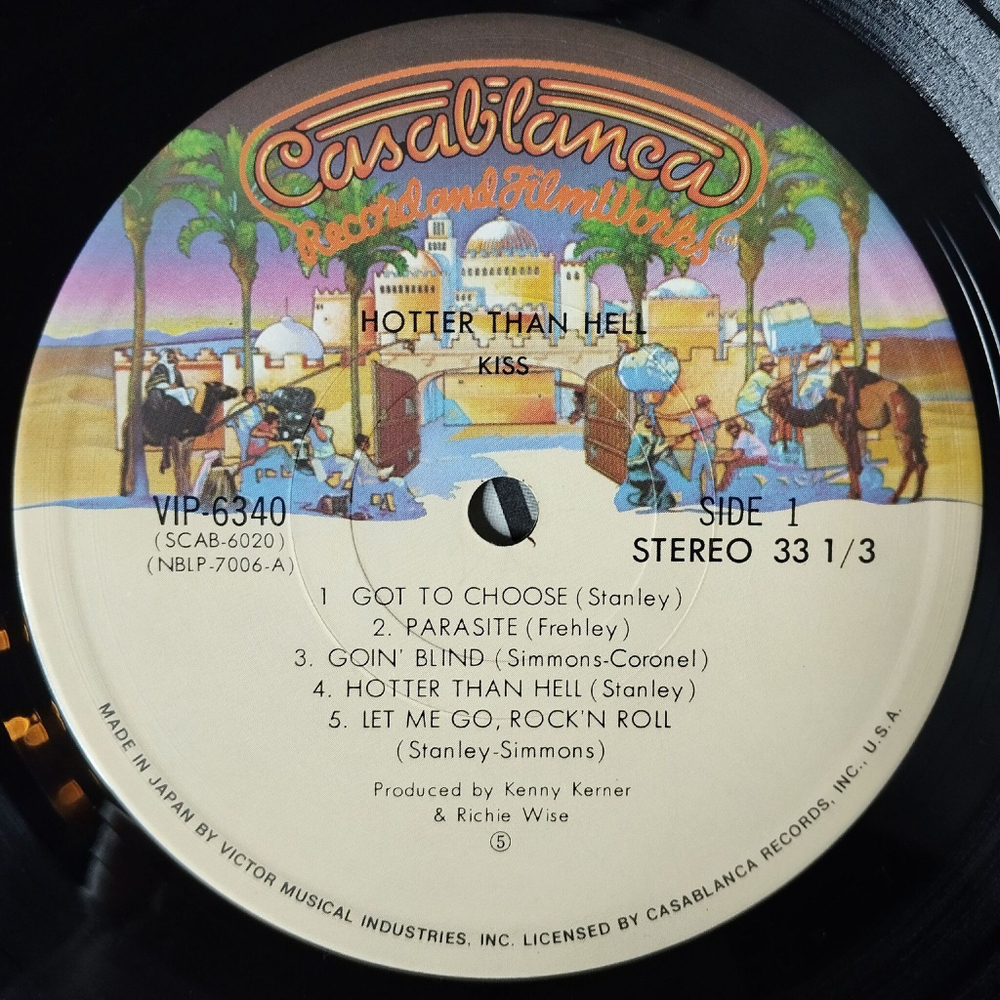 Casablanca
Record and FilmWorks
HOTTER THAN HELL
KISS
VIP-6340
(SCAB-6020)
(NBLP-7006-A)
SIDE 1
STEREO 33 1/3
1 GOT TO CHOOSE (Stanley)
2. PARASITE (Frehley)
3. GOIN' BLIND (Simmons-Coronel)
4. HOTTER THAN HELL (Stanley)
5. LET ME GO, ROCK'N ROLL
(Stanley-Simmons)
Produced by Kenny Kerner
& Richie Wise
⑤
MADE IN JAPAN BY VICTOR MUSICAL INDUSTRIES, INC. LICENSED BY CASABLANCA RECORDS, INC., U.S.A.